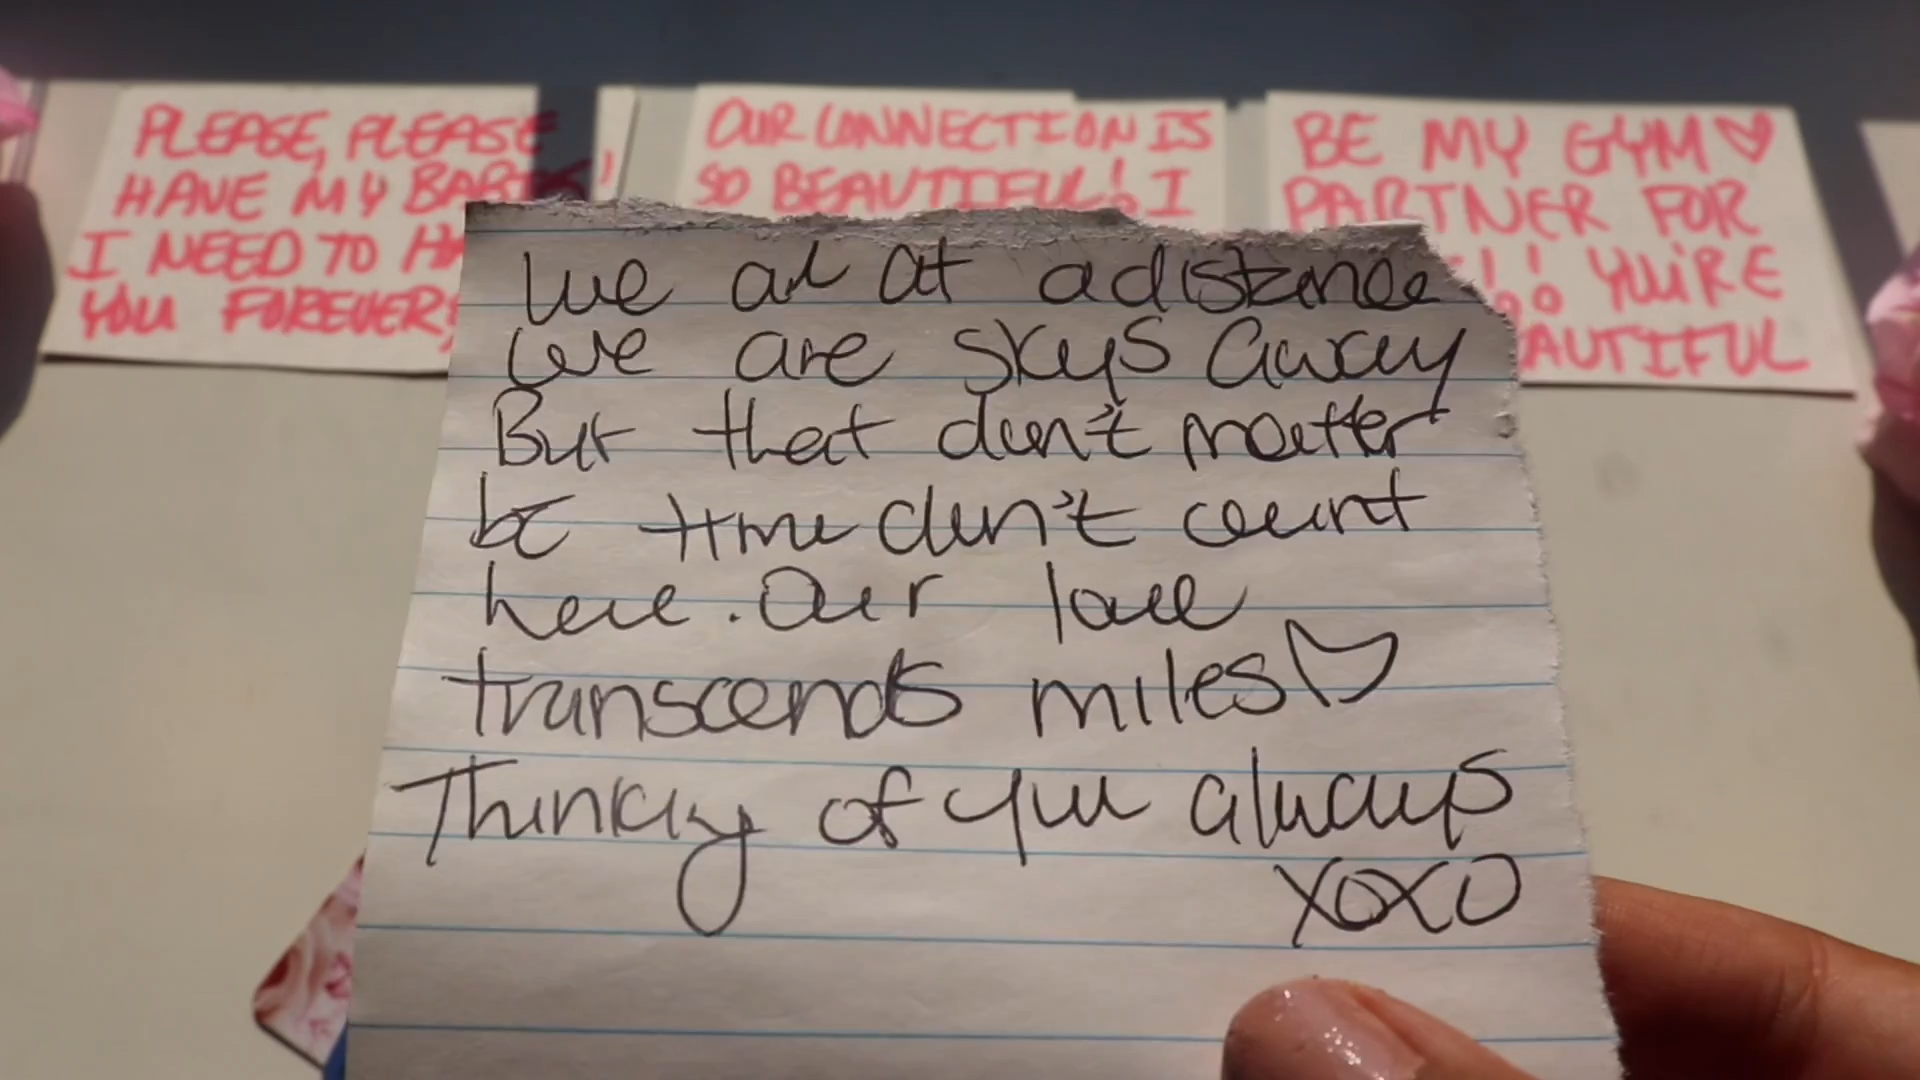 PLEASE, PLEASE
HAVE MY
I NEED TO
YOU FOREVER
OUR CONNECTION IS
SO BEAUTIFUL! I
BE MY GYM ♡
PARTNER FOR
!! YOU'RE
AUTIFUL
We are at a distance
We are skys away
But that don't matter
bc time don't count
here. Our love
transcends miles ♡
Thinking of you always
XOXO